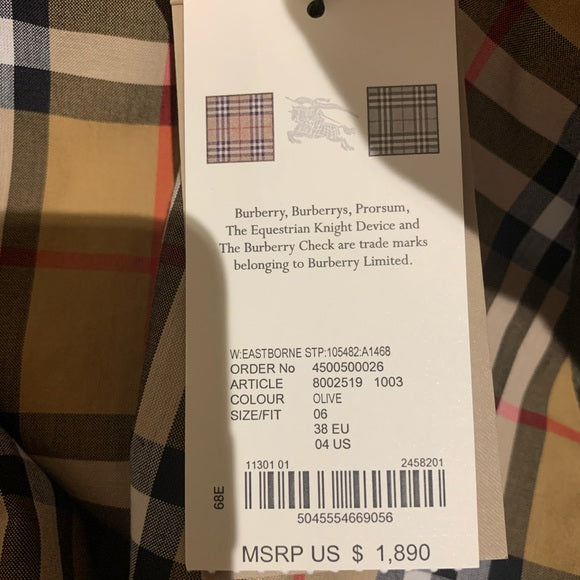 Burberry, Burberrys, Prorsum,
The Equestrian Knight Device and
The Burberry Check are trade marks
belonging to Burberry Limited.
W:EASTBORNE STP:105482:A1468
ORDER No 4500500026
ARTICLE 8002519 1003
COLOUR OLIVE
SIZE/FIT 06
38 EU
04 US
11301 01 2458201
68E
5045554669056
MSRP US $ 1,890